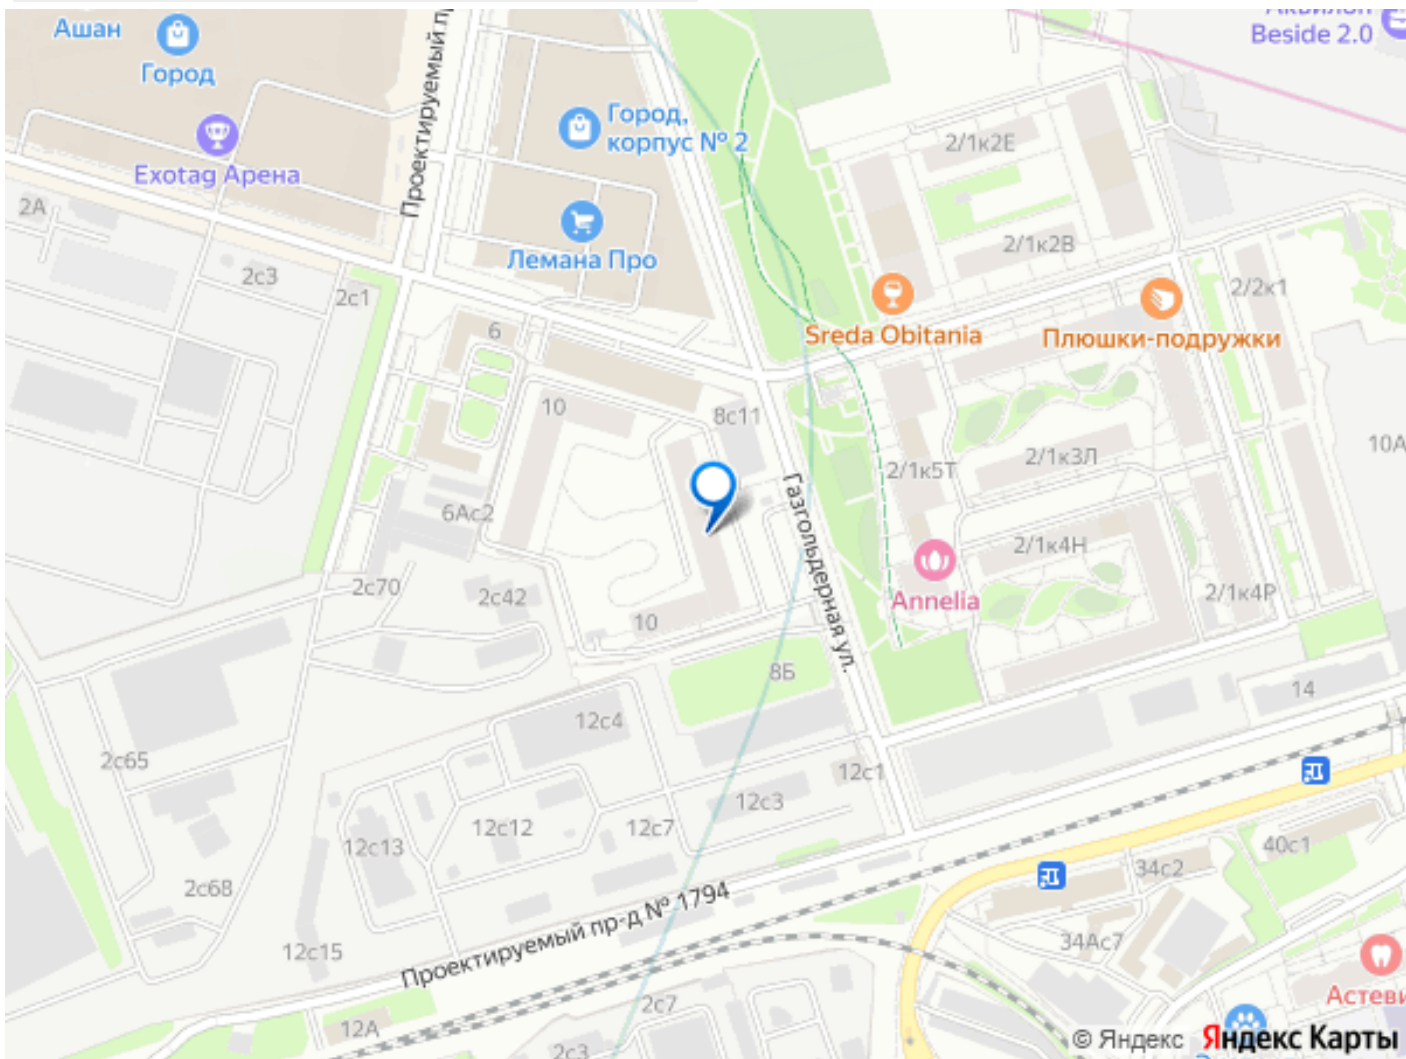 Ашан
Город
Проектируемый п
Beside 2.0
Город,
корпус № 2
Exotag Арена
2/1к2Е
2А
2/1к2В
Лемана Про
2с3
2с1
2/2к1
6
Sreda Obitania
Плюшки-подружки
10
8с11
10А
2/1к5Т
2/1к3Л
Газгольдерная ул.
6Ас2
2/1к4Н
2с70
2с42
Annelia
2/1к4Р
10
8Б
14
12с4
2с65
12с1
12с3
12с12
12с7
12с13
40с1
34с2
2с68
Проектируемый пр-д № 1794
12с15
34Ас7
Астеви
2с7
12А
2с3
© Яндекс Яндекс Карты